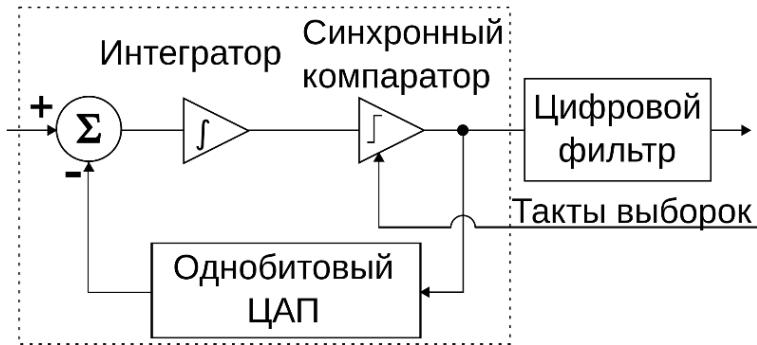 Интегратор
Синхронный
компаратор
+
Σ
∫
Цифровой
фильтр
-
Такты выборок
Однобитовый
ЦАП